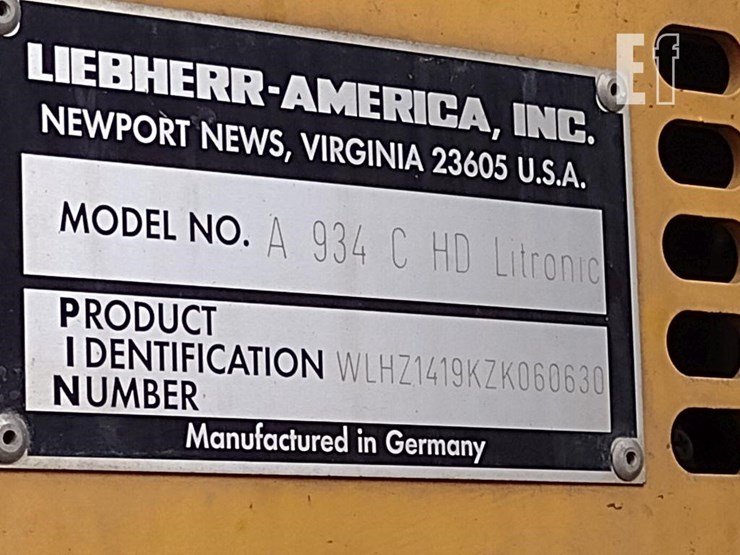 Ef
LIEBHERR-AMERICA, INC.
NEWPORT NEWS, VIRGINIA 23605 U.S.A.
MODEL NO. A 934 C HD Litronic
PRODUCT
IDENTIFICATION WLHZ1419KZK060630
NUMBER
Manufactured in Germany